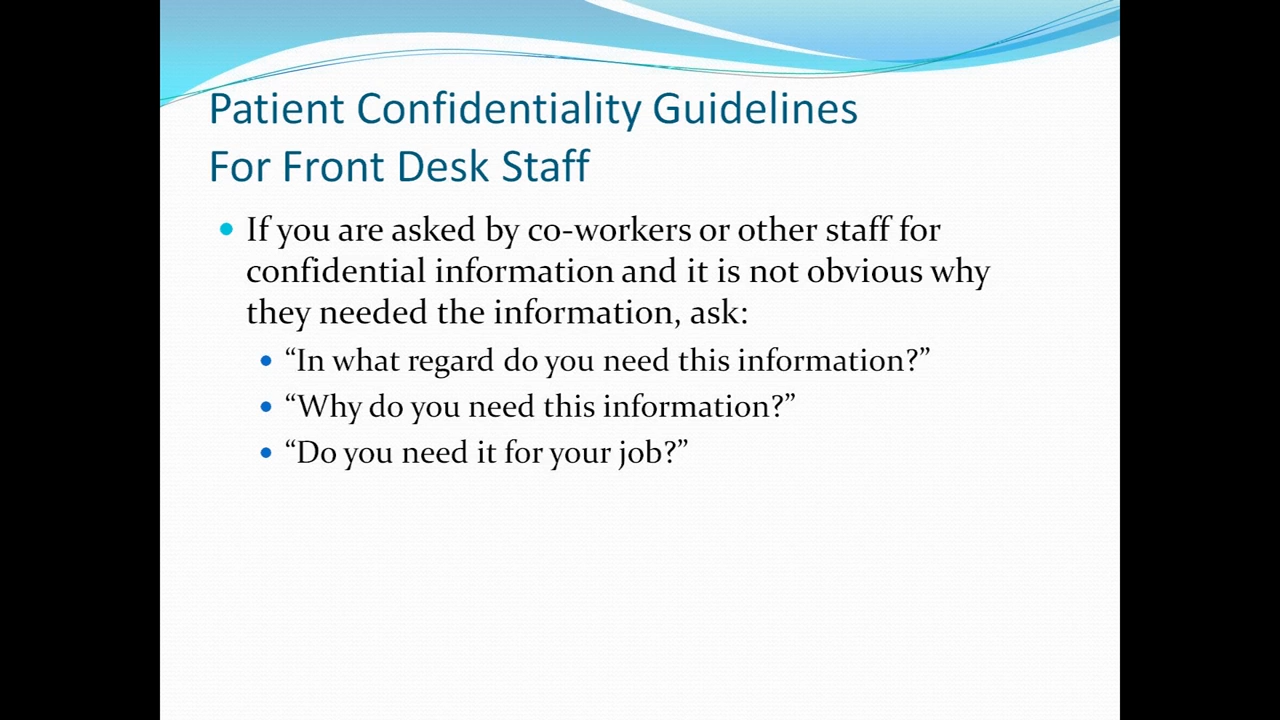 Patient Confidentiality Guidelines
For Front Desk Staff
• If you are asked by co-workers or other staff for
confidential information and it is not obvious why
they needed the information, ask:
• “In what regard do you need this information?”
• “Why do you need this information?”
• “Do you need it for your job?”